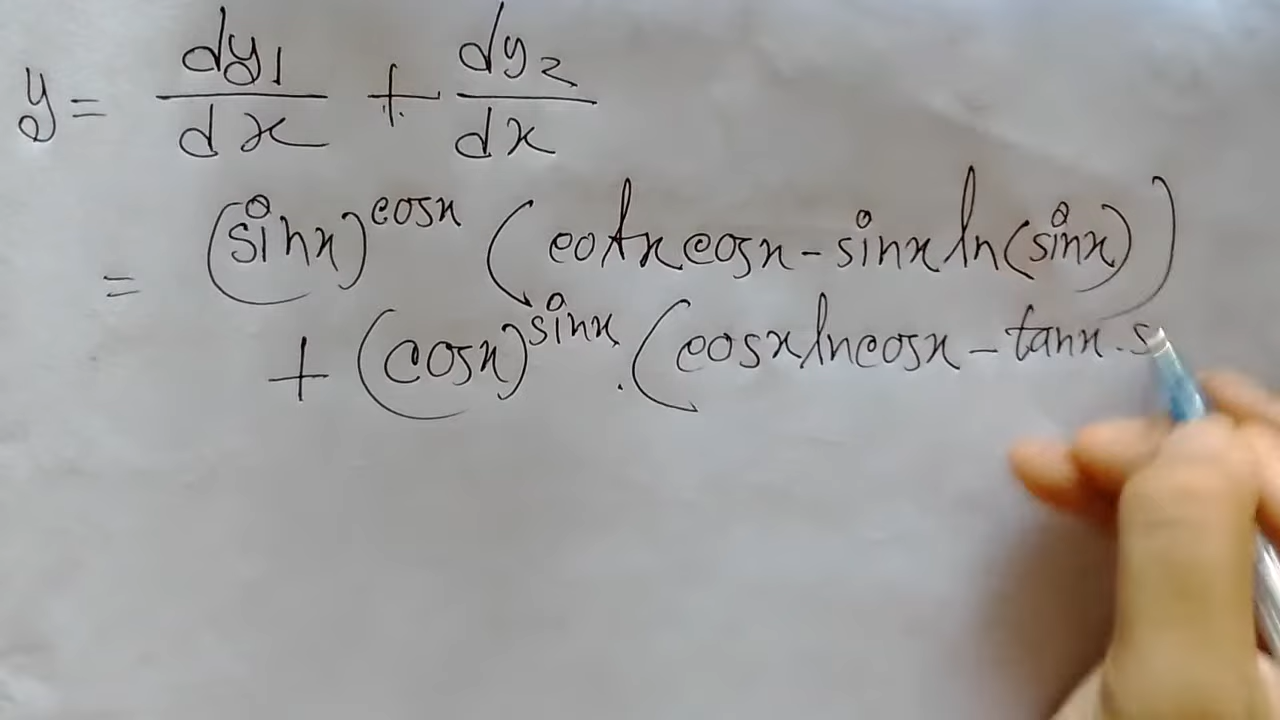 y = dy1/dx + dy2/dx
= (sinx)^cosx (cotx cosx - sinx ln(sinx))
+ (cosx)^sinx . (cosx ln cosx - tanx . s